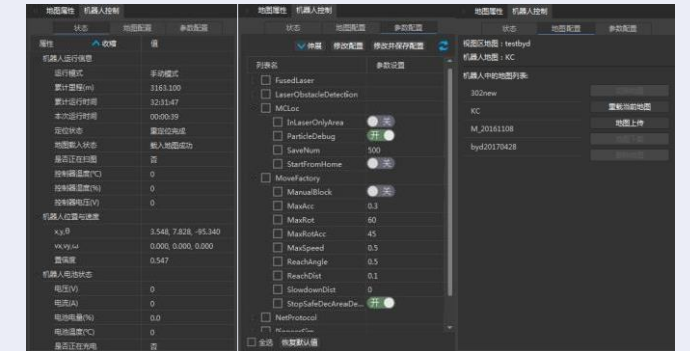 地图属性 机器人控制
状态 地图配置 参数配置
属性 收缩 值
机器人运行信息
运行模式 手动模式
累计里程(m) 3163.100
累计运行时间 32:31:47
本次运行时间 00:00:39
定位状态 重定位完成
地图载入状态 载入地图成功
是否正在扫图 否
控制器温度(℃) 0
控制器湿度(%) 0
控制器电压(V) 0
机器人位置与速度
x,y,θ 3.548, 7.828, -95.340
vx,vy,ω 0.000, 0.000, 0.000
置信度 0.547
机器人电池状态
电压(V) 0
电流(A) 0
电池电量(%) 0.0
电池温度(℃) 0
是否正在充电 否
地图属性 机器人控制
状态 地图配置 参数配置
伸展 修改配置 修改并保存配置
列表名 参数设置
FusedLaser
LaserObstacleDetection
MCLoc
InLaserOnlyArea 关
ParticleDebug 开
SaveNum 500
StartFromHome 关
MoveFactory
ManualBlock 关
MaxAcc 0.3
MaxRot 60
MaxRotAcc 45
MaxSpeed 0.5
ReachAngle 0.5
ReachDist 0.1
SlowdownDist 0
StopSafeDecAreaDe... 开
NetProtocol
全选 恢复默认值
地图属性 机器人控制
状态 地图配置 参数配置
视图区地图：testbyd
机器人地图：KC
机器人中的地图列表:
302new
KC 重载当前地图
M_20161108 地图上传
byd20170428